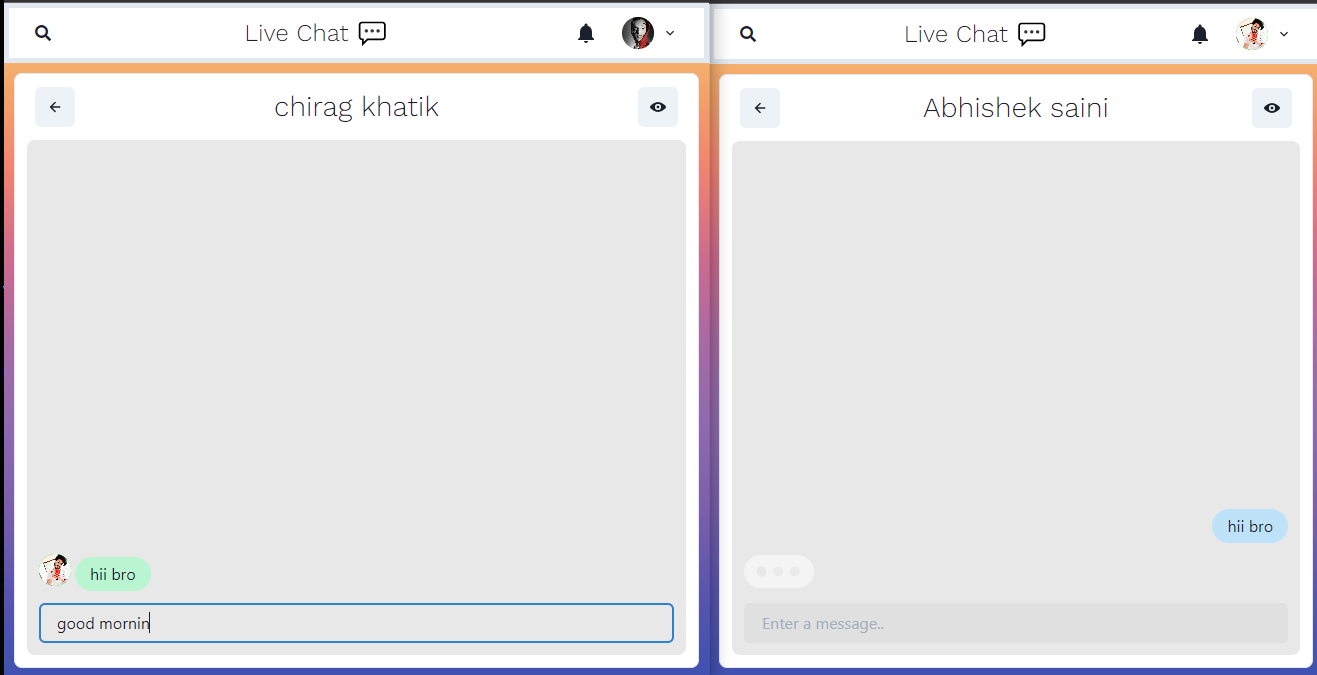 Live Chat
chirag khatik
hii bro
good mornin
Live Chat
Abhishek saini
hii bro
Enter a message..